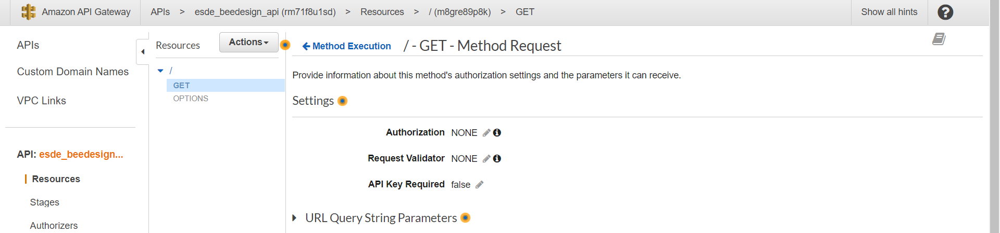 Amazon API Gateway
APIs > esde_beedesign_api (rm71f8u1sd) > Resources > / (m8gre89p8k) > GET
Show all hints
?
APIs
Custom Domain Names
VPC Links
API: esde_beedesign...
Resources
Stages
Authorizers
Resources
Actions
/
GET
OPTIONS
Method Execution
/ - GET - Method Request
Provide information about this method's authorization settings and the parameters it can receive.
Settings
Authorization NONE
Request Validator NONE
API Key Required false
URL Query String Parameters